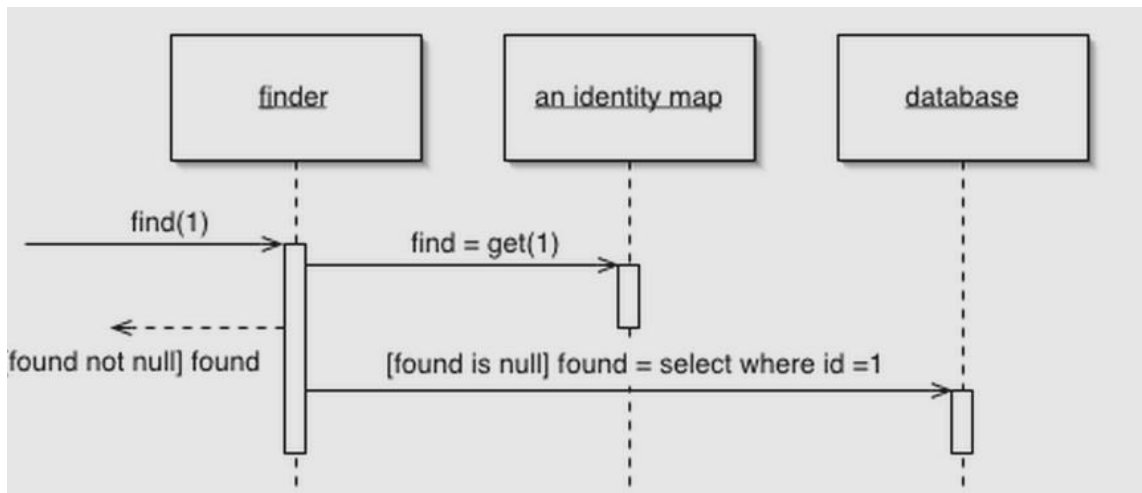 finder
an identity map
database
find(1)
find = get(1)
[found not null] found
[found is null] found = select where id =1